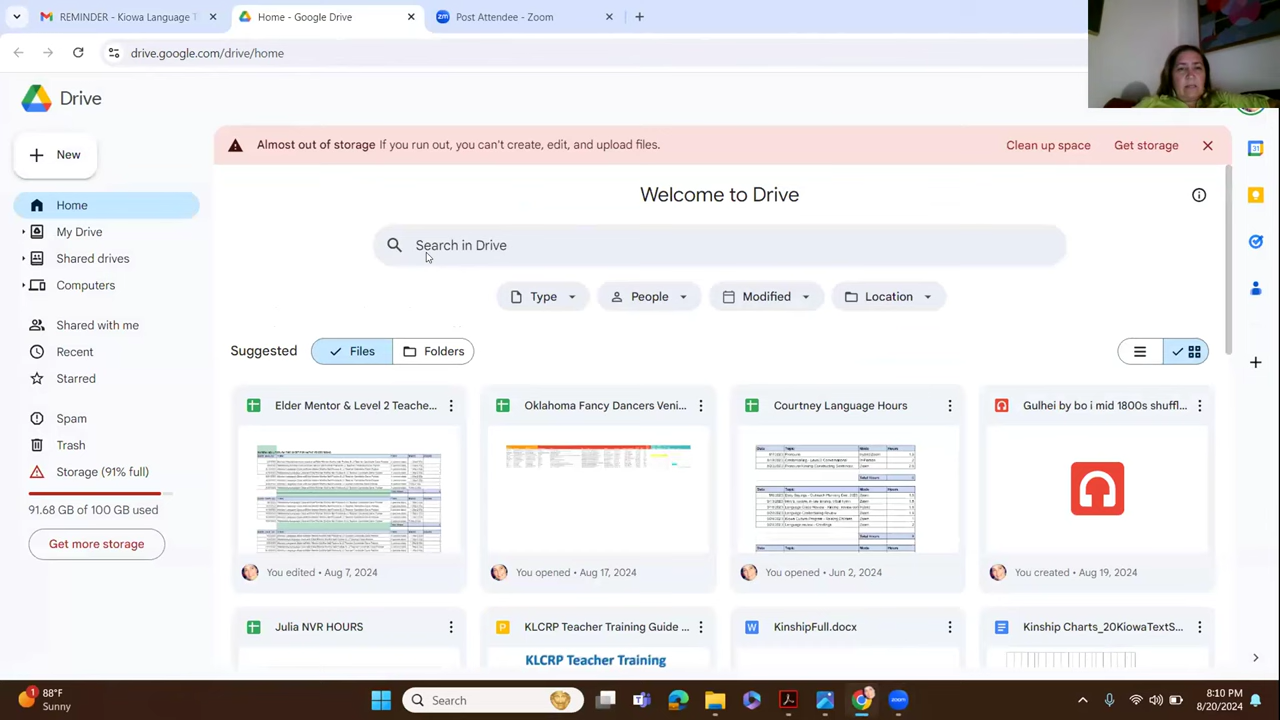 REMINDER - Kiowa Language T
Home - Google Drive
Post Attendee - Zoom
drive.google.com/drive/home
Drive
New
Almost out of storage If you run out, you can't create, edit, and upload files.
Clean up space
Get storage
Welcome to Drive
Search in Drive
Type
People
Modified
Location
Home
My Drive
Shared drives
Computers
Shared with me
Recent
Starred
Spam
Trash
Storage (91% full)
91.68 GB of 100 GB used
Get more storage
Suggested
Files
Folders
Elder Mentor & Level 2 Teache...
Oklahoma Fancy Dancers Veni...
Courtney Language Hours
Gulhei by bo i mid 1800s shuffl...
You edited • Aug 7, 2024
You opened • Aug 17, 2024
You opened • Jun 2, 2024
You created • Aug 19, 2024
Julia NVR HOURS
KLCRP Teacher Training Guide ...
KinshipFull.docx
Kinship Charts_20KiowaTextS...
KLCRP Teacher Training
1
88°F
Sunny
Search
8:10 PM
8/20/2024